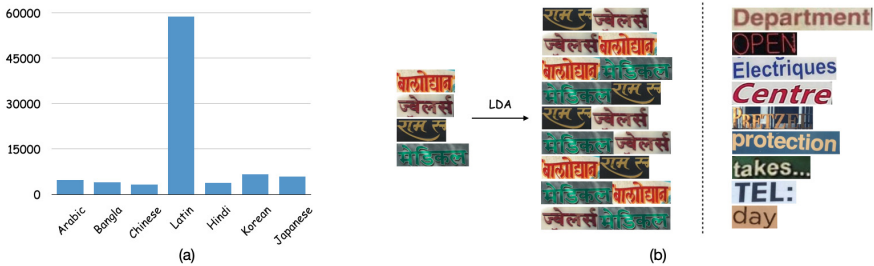 60000
45000
30000
15000
0
Arabic
Bangla
Chinese
Latin
Hindi
Korean
Japanese
(a)
बालोद्यान
ज्वेलर्स
राम स्
मेडिकल
LDA
राम स् ज्वेलर्स
ज्वेलर्स बालोद्यान
बालोद्यान मेडिकल
मेडिकल राम स्
राम स् ज्वेलर्स
मेडिकल ज्वेलर्स
बालोद्यान राम स्
मेडिकल बालोद्यान
ज्वेलर्स मेडिकल
(b)
Department
OPEN
Electriques
Centre
PRETZEL
protection
takes...
TEL:
day